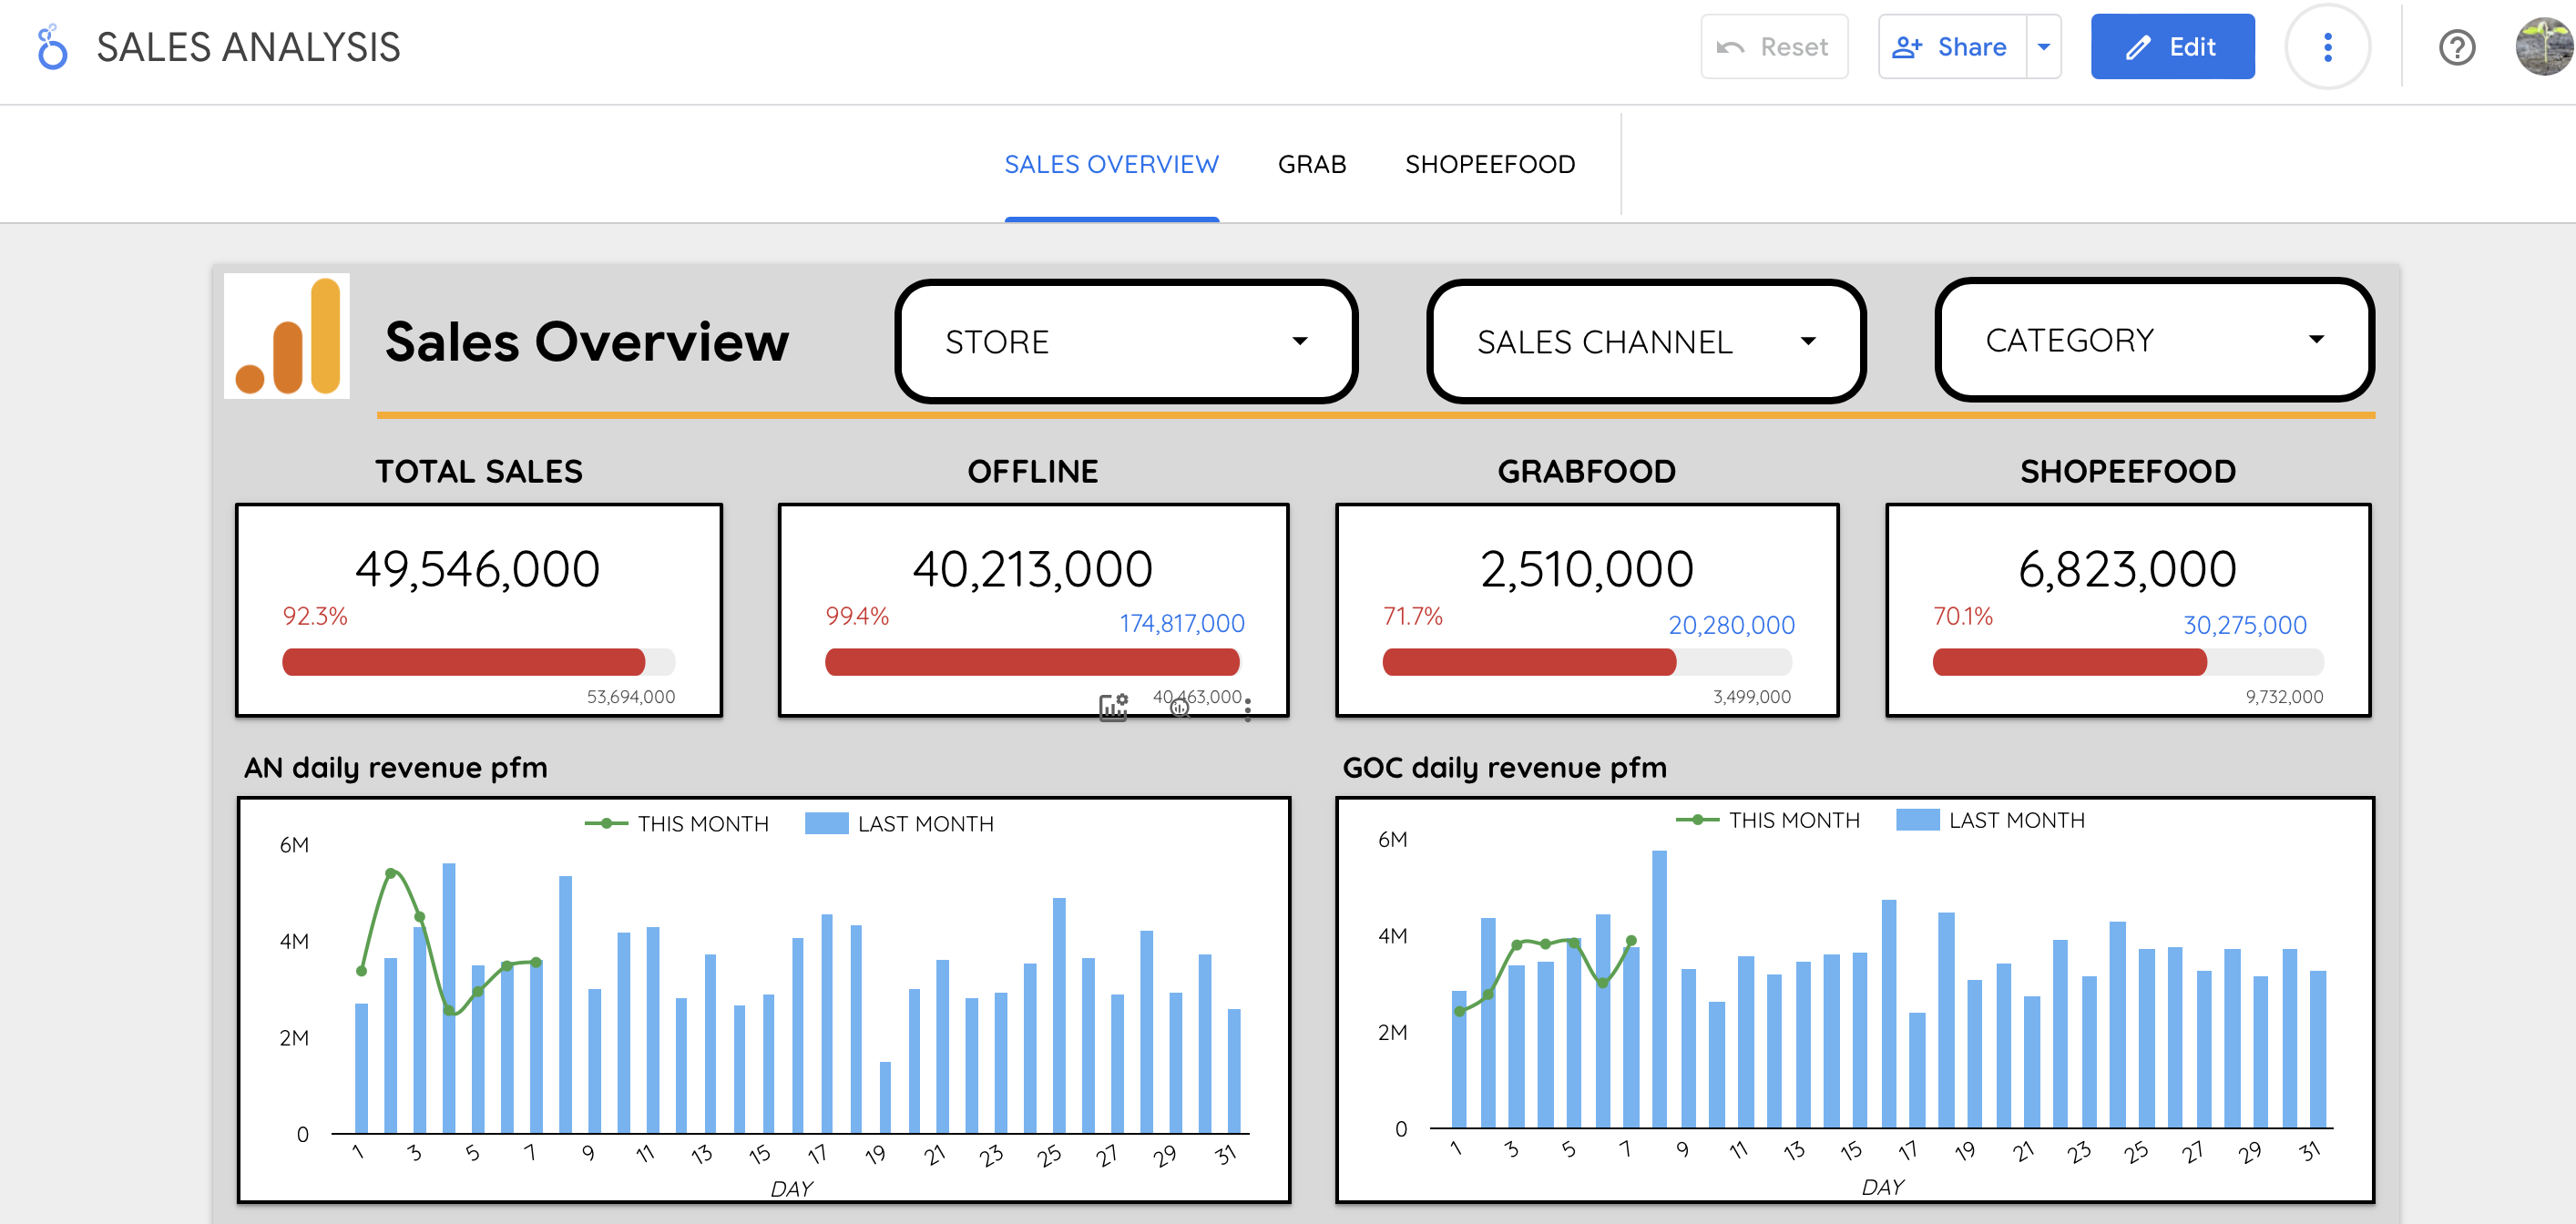 SALES ANALYSIS
Reset
Share
Edit
SALES OVERVIEW
GRAB
SHOPEEFOOD
Sales Overview
STORE
SALES CHANNEL
CATEGORY
TOTAL SALES
49,546,000
92.3%
53,694,000
OFFLINE
40,213,000
99.4%
174,817,000
40,463,000
GRABFOOD
2,510,000
71.7%
20,280,000
3,499,000
SHOPEEFOOD
6,823,000
70.1%
30,275,000
9,732,000
AN daily revenue pfm
THIS MONTH LAST MONTH
6M
4M
2M
0
1 3 5 7 9 11 13 15 17 19 21 23 25 27 29 31
DAY
GOC daily revenue pfm
THIS MONTH LAST MONTH
6M
4M
2M
0
1 3 5 7 9 11 13 15 17 19 21 23 25 27 29 31
DAY